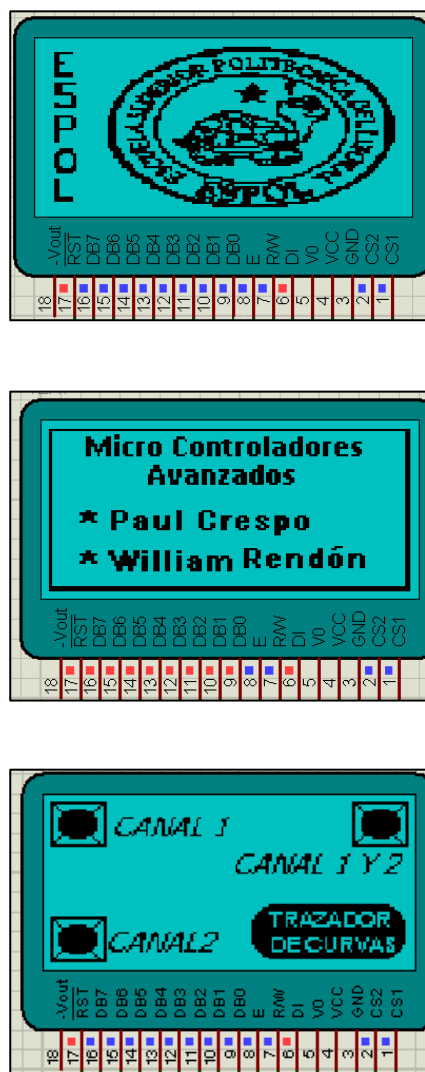 ESPOL
ESCUELA SUPERIOR POLITECNICA DEL LITORAL
ESPOL
-Vout
RST
DB7
DB6
DB5
DB4
DB3
DB2
DB1
DB0
E
R/W
DI
V0
VCC
GND
CS2
CS1
18
17
16
15
14
13
12
11
10
9
8
7
6
5
4
3
2
1
Micro Controladores
Avanzados
* Paul Crespo
* William Rendón
-Vout
RST
DB7
DB6
DB5
DB4
DB3
DB2
DB1
DB0
E
R/W
DI
V0
VCC
GND
CS2
CS1
18
17
16
15
14
13
12
11
10
9
8
7
6
5
4
3
2
1
CANAL 1
CANAL 1 Y 2
CANAL2
TRAZADOR
DE CURVAS
-Vout
RST
DB7
DB6
DB5
DB4
DB3
DB2
DB1
DB0
E
R/W
DI
V0
VCC
GND
CS2
CS1
18
17
16
15
14
13
12
11
10
9
8
7
6
5
4
3
2
1